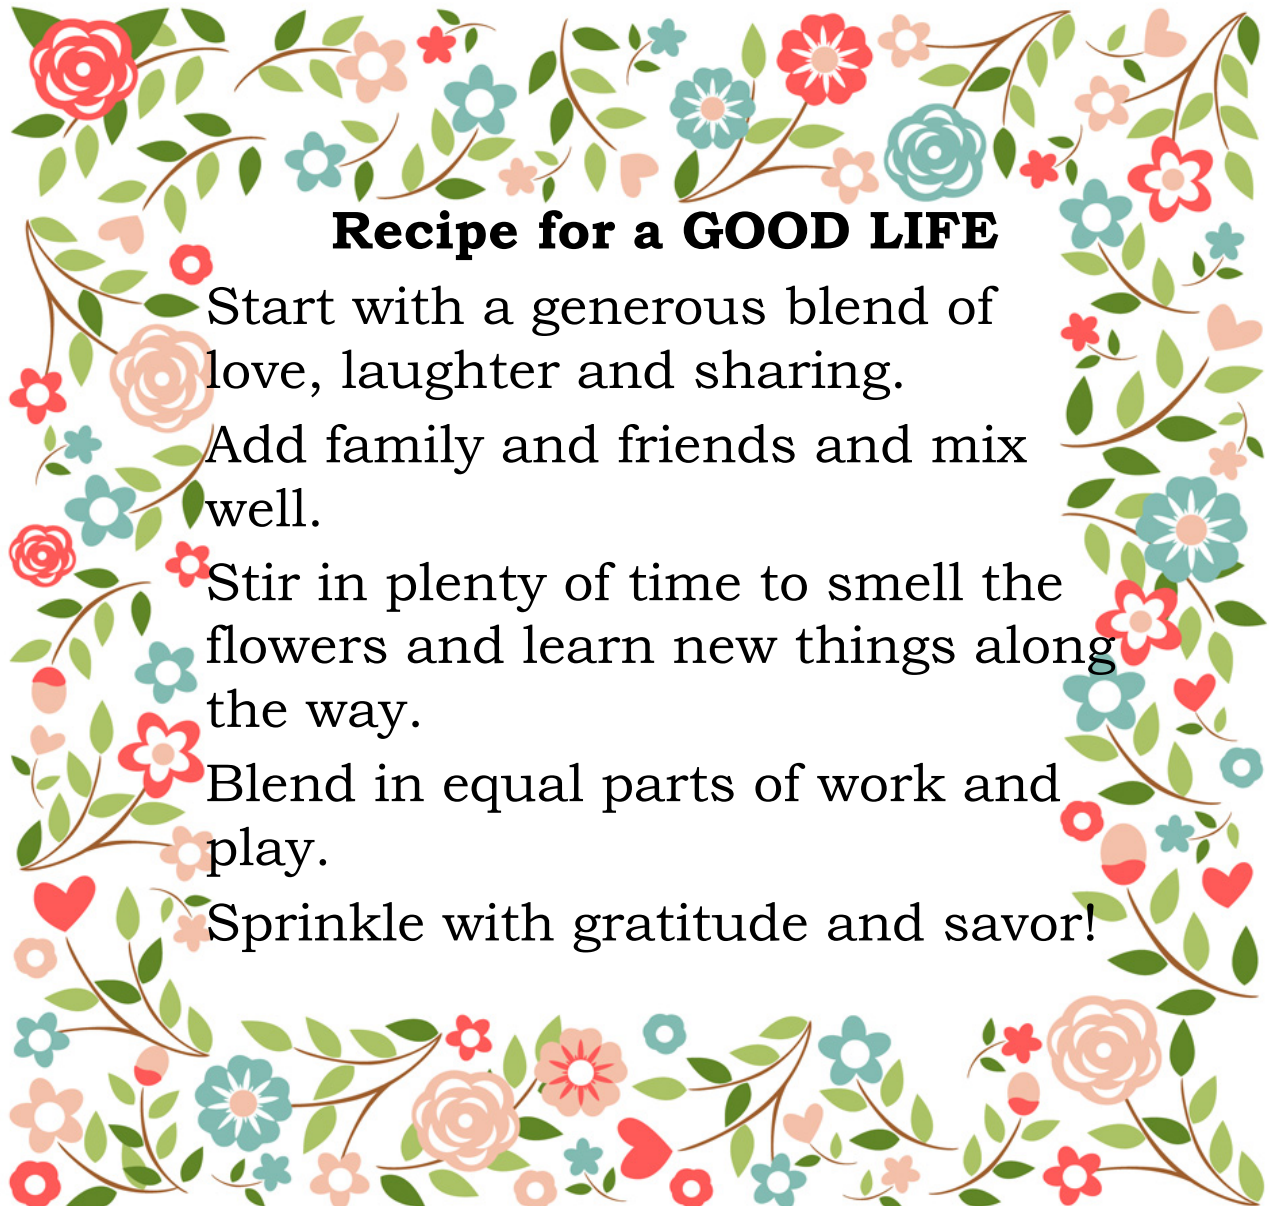 Recipe for a GOOD LIFE
Start with a generous blend of
love, laughter and sharing.
Add family and friends and mix
well.
Stir in plenty of time to smell the
flowers and learn new things along
the way.
Blend in equal parts of work and
play.
Sprinkle with gratitude and savor!